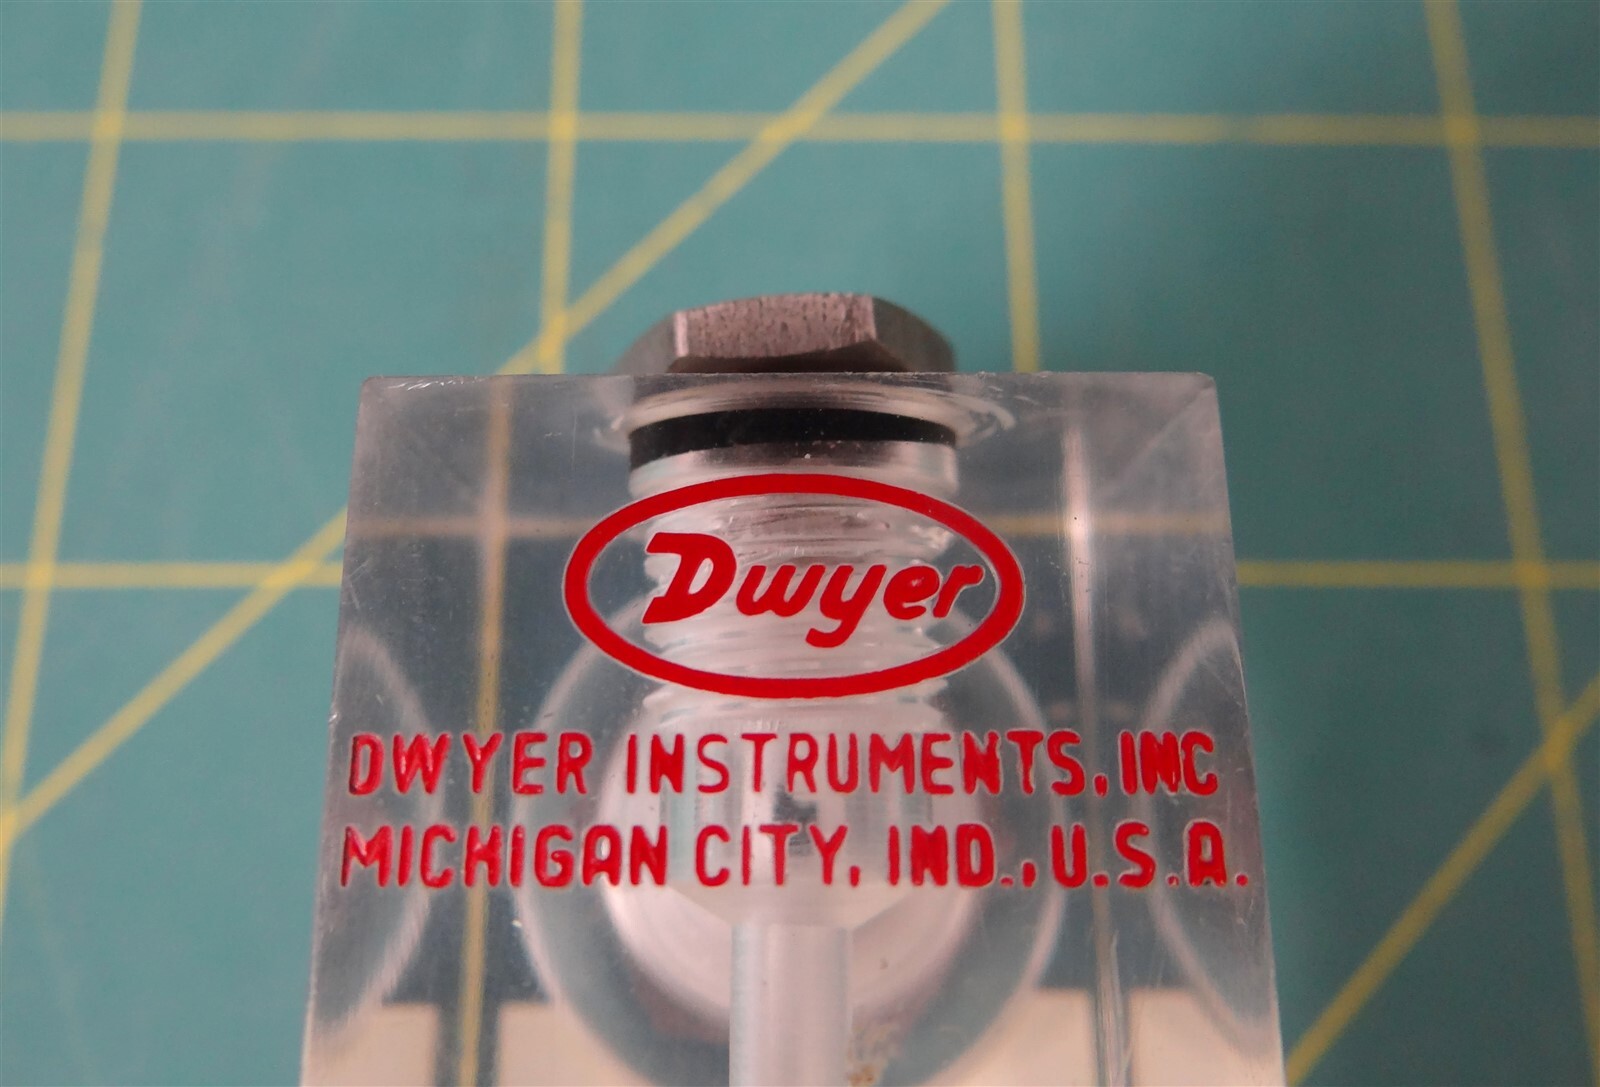 Dwyer
DWYER INSTRUMENTS, INC
MICHIGAN CITY, IND., U.S.A.